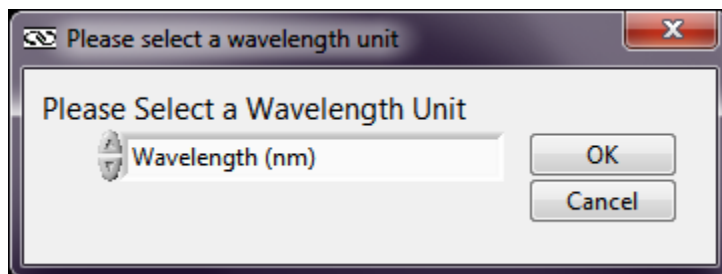 Please select a wavelength unit
Please Select a Wavelength Unit
Wavelength (nm)
OK
Cancel